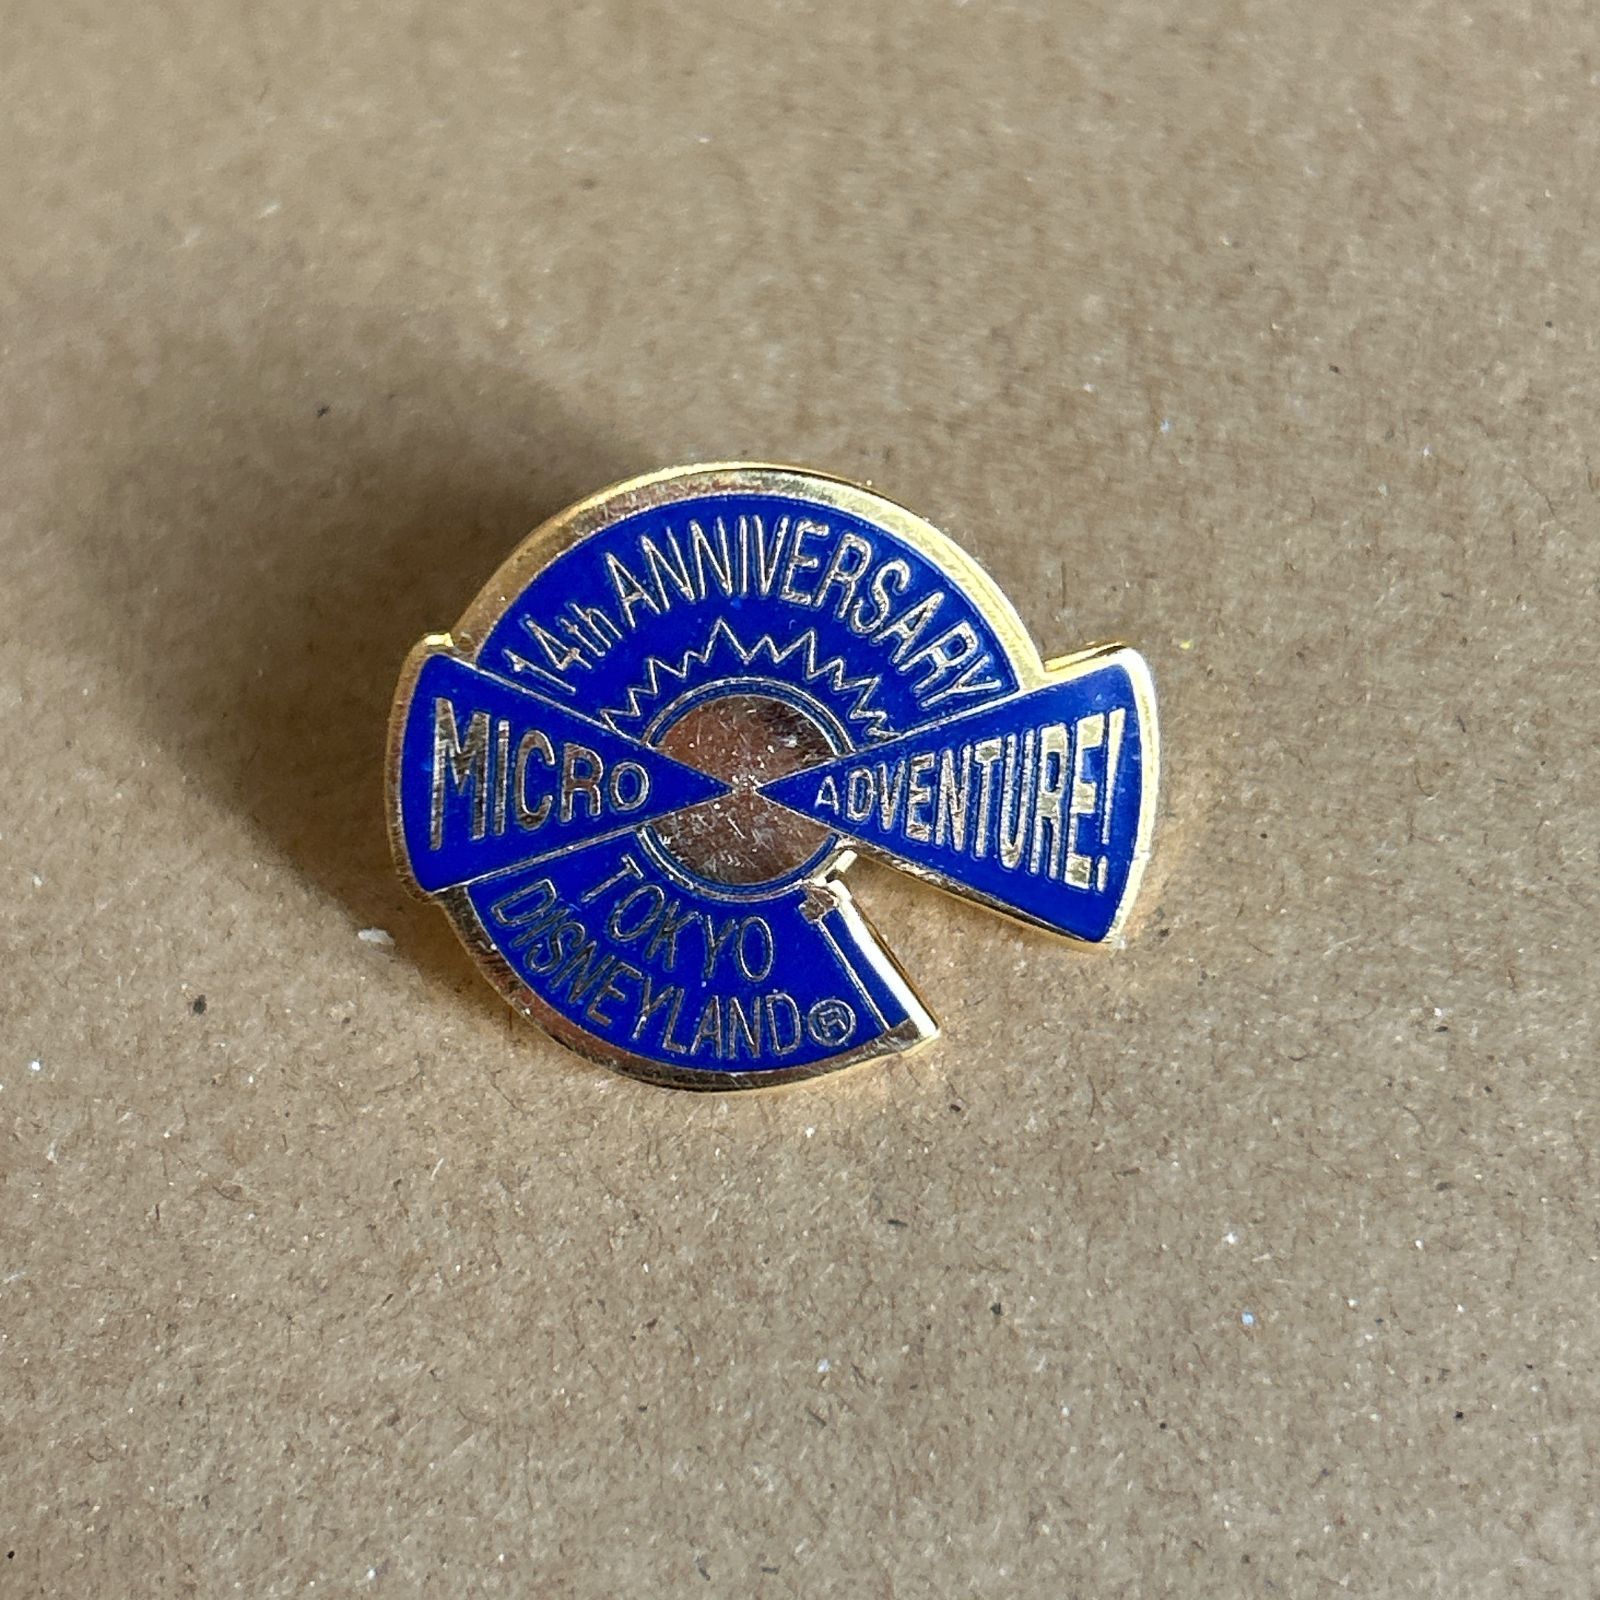 14th ANNIVERSARY
MICRO ADVENTURE!
TOKYO
DISNEYLAND®